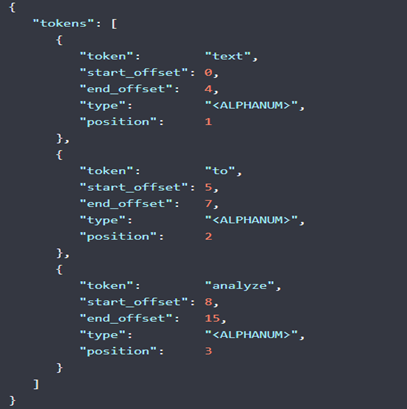 {
   "tokens": [
      {
         "token":        "text",
         "start_offset": 0,
         "end_offset":   4,
         "type":         "<ALPHANUM>",
         "position":     1
      },
      {
         "token":        "to",
         "start_offset": 5,
         "end_offset":   7,
         "type":         "<ALPHANUM>",
         "position":     2
      },
      {
         "token":        "analyze",
         "start_offset": 8,
         "end_offset":   15,
         "type":         "<ALPHANUM>",
         "position":     3
      }
   ]
}